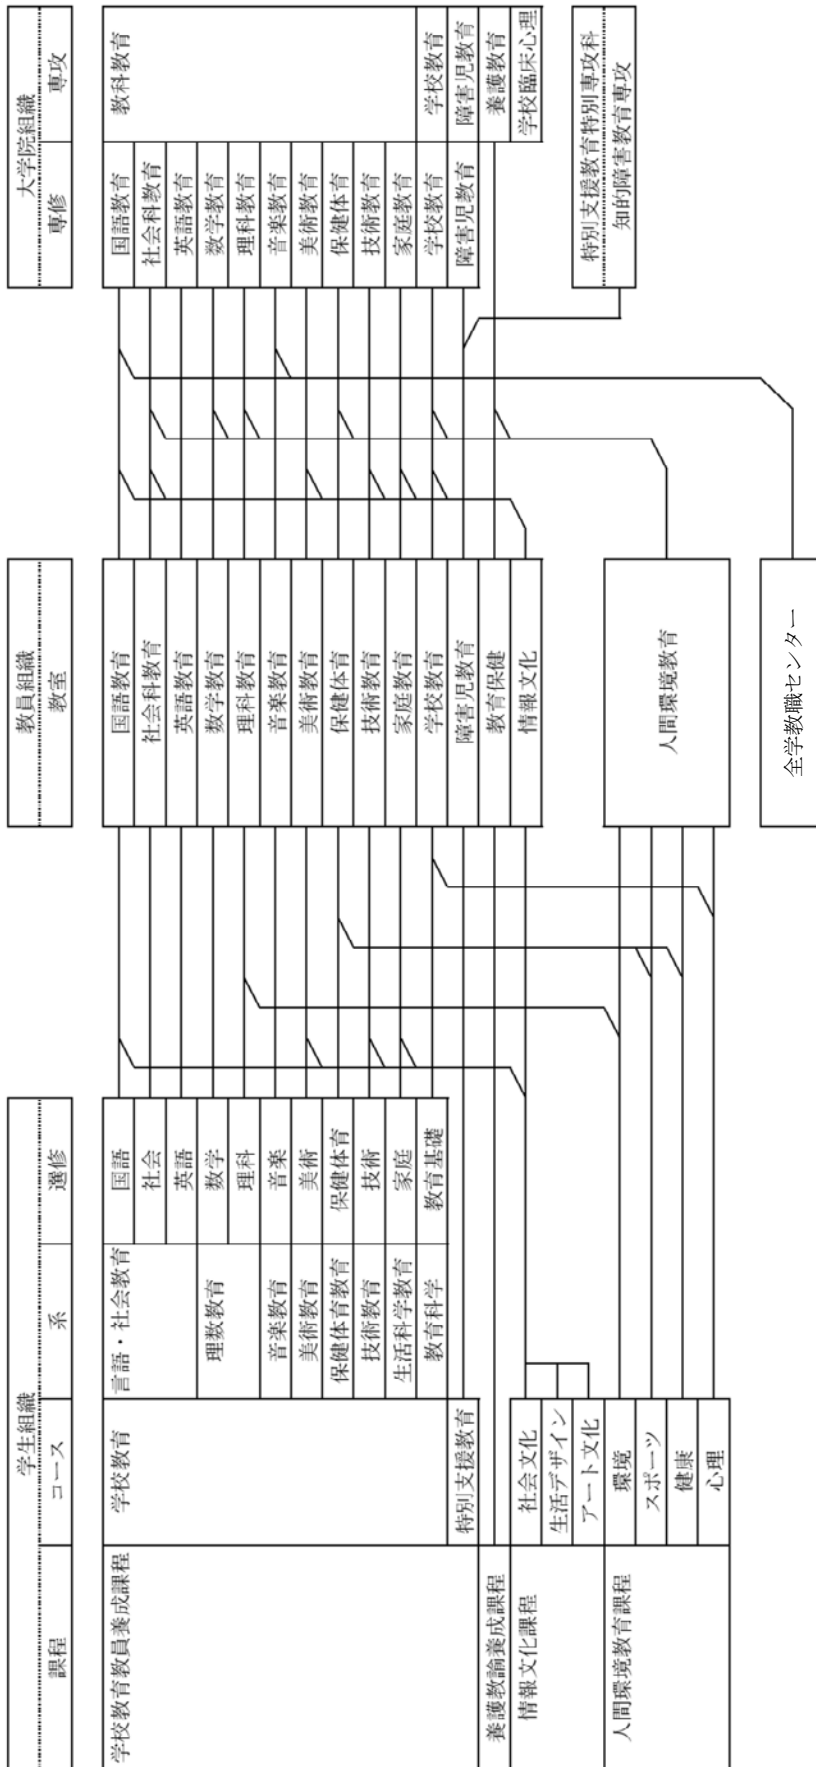 学生組織
課程
コース
系
選修
学校教育教員養成課程
養護教諭養成課程
情報文化課程
人間環境教育課程
学校教育
特別支援教育
社会文化
生活デザイン
アート文化
環境
スポーツ
健康
心理
言語・社会教育
理数教育
音楽教育
美術教育
保健体育教育
技術教育
生活科学教育
教育科学
国語
社会
英語
数学
理科
音楽
美術
保健体育
技術
家庭
教育基礎
教員組織
教室
国語教育
社会科教育
英語教育
数学教育
理科教育
音楽教育
美術教育
保健体育
技術教育
家庭教育
学校教育
障害児教育
教育保健
情報文化
人間環境教育
全学教職センター
大学院組織
専修
専攻
国語教育
社会科教育
英語教育
数学教育
理科教育
音楽教育
美術教育
保健体育
技術教育
家庭教育
学校教育
障害児教育
教科教育
学校教育
障害児教育
養護教育
学校臨床心理
特別支援教育特別専攻科
知的障害教育専攻